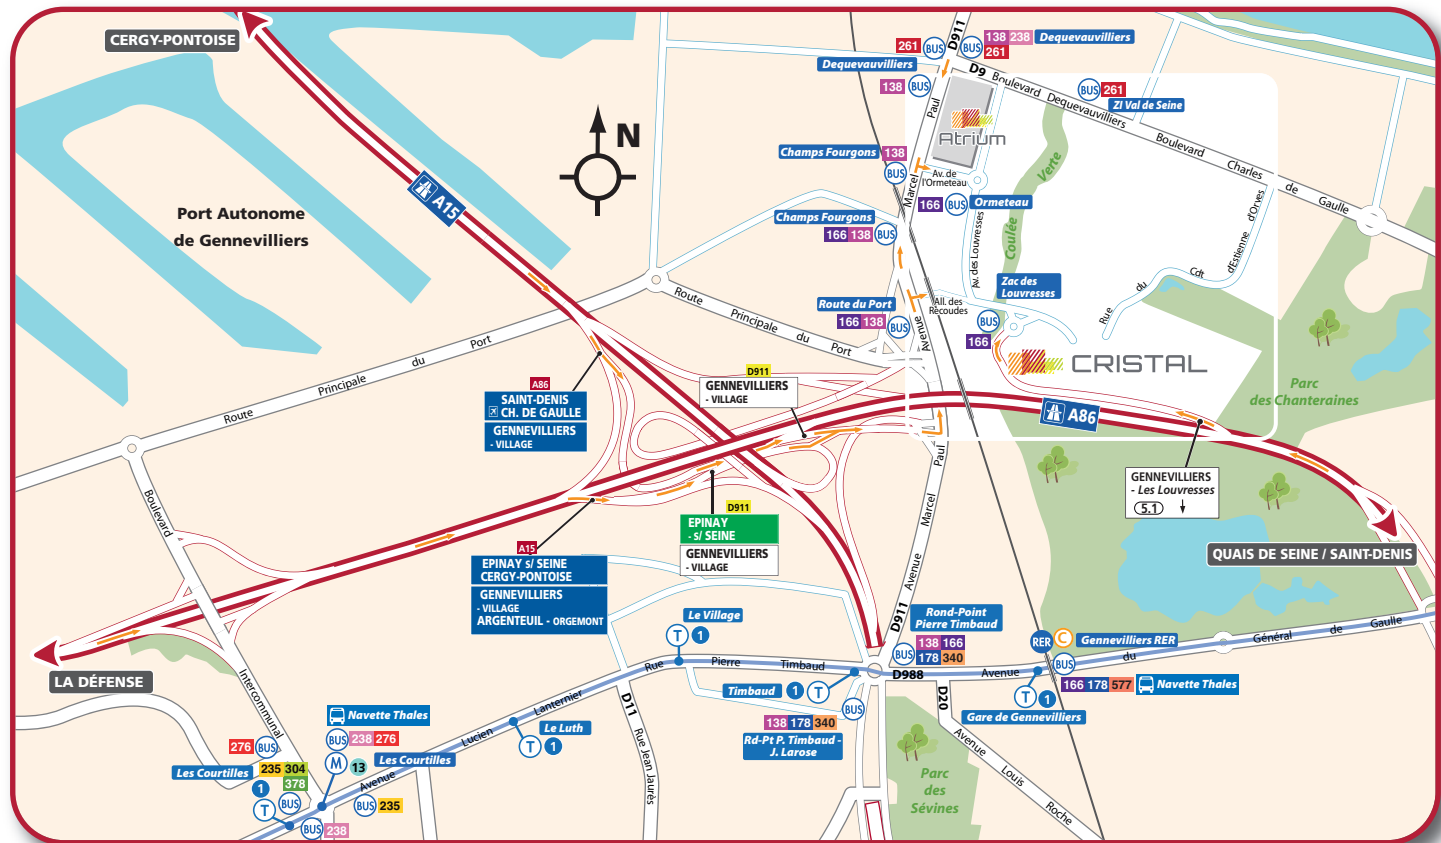 CERGY-PONTOISE
D911
261
BUS
BUS
138 238
261
Dequevauvilliers
Dequevauvilliers
138
BUS
D9
Boulevard
Dequevauvilliers
BUS
261
ZI Val de Seine
Boulevard
Charles
de
Gaulle
Paul
Atrium
N
Champs Fourgons
138
BUS
Av. de
l'Ormeteau
Marcel
166
BUS
Ormeteau
Verte
Coulée
d'Orves
d'Estienne
Cdt
du
Rue
A15
Port Autonome
de Gennevilliers
Champs Fourgons
166 138
BUS
Av. des Louvresses
Zac des
Louvresses
Route du Port
166 138
BUS
All. des
Recoudes
Avenue
BUS
166
Route
Principale
du
Port
Route
Principale
du
Port
CRISTAL
Parc
des Chanteraines
A86
SAINT-DENIS
CH. DE GAULLE
GENNEVILLIERS
- VILLAGE
D911
GENNEVILLIERS
- VILLAGE
A86
Paul
Marcel
Avenue
D911
GENNEVILLIERS
- Les Louvresses
5.1
QUAIS DE SEINE / SAINT-DENIS
Boulevard
Intercommunal
D911
EPINAY
- s/ SEINE
GENNEVILLIERS
- VILLAGE
A15
EPINAY s/ SEINE
CERGY-PONTOISE
GENNEVILLIERS
- VILLAGE
ARGENTEUIL - ORGEMONT
LA DÉFENSE
Le Village
T 1
Rond-Point
Pierre Timbaud
138 166
BUS
178 340
RER C
Gennevilliers RER
BUS
166 178 577
Navette Thales
Général
de
Gaulle
du
Avenue
D988
Rue
Pierre
Timbaud
Timbaud
1 T
T 1
Gare de Gennevilliers
BUS
138 178 340
Rd-Pt P. Timbaud -
J. Larose
D20
Avenue
Louis
Roche
Parc
des
Sévines
D11
Rue Jean Jaurès
Lanternier
Lucien
Avenue
Le Luth
T 1
Navette Thales
BUS
238 276
M 13
Les Courtilles
276
BUS
Les Courtilles
235 304
378
1
T
BUS
BUS
235
BUS
238